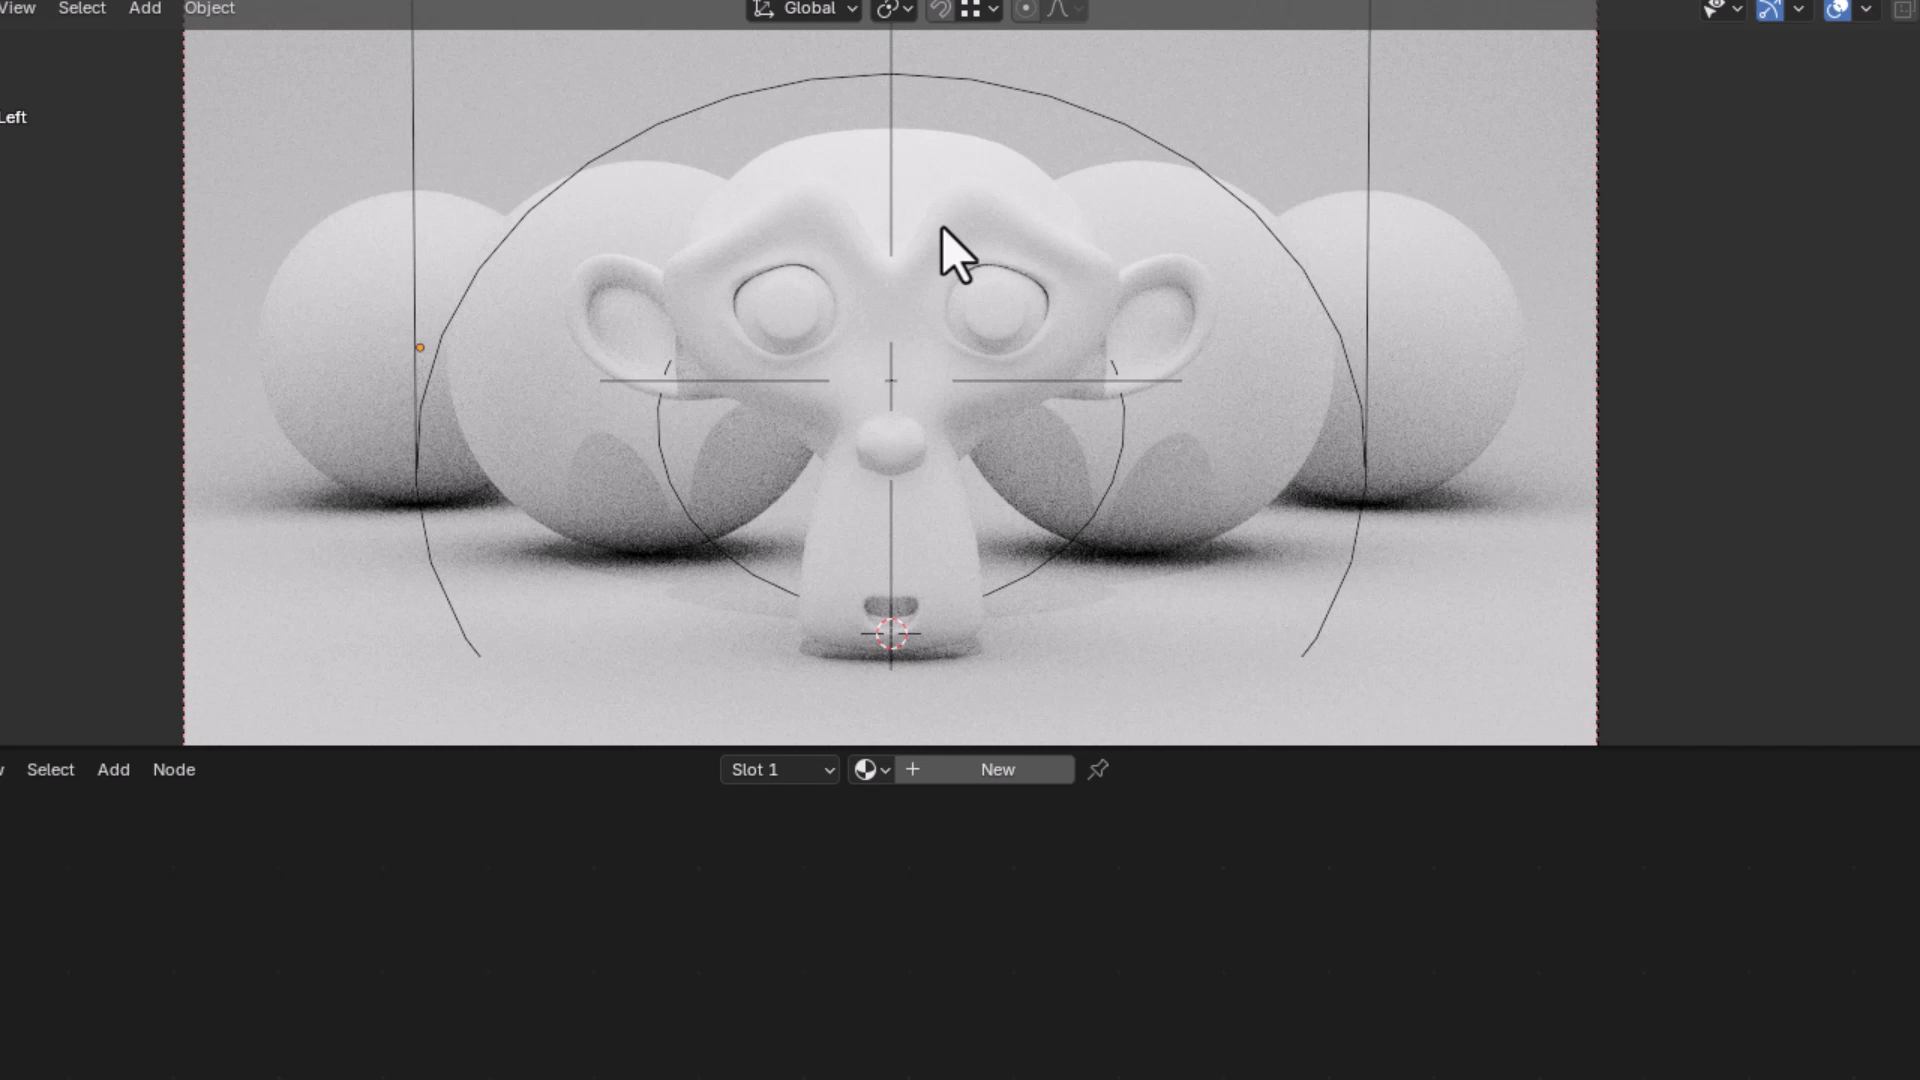 View Select Add Object Global
Left
Select Add Node Slot 1 New